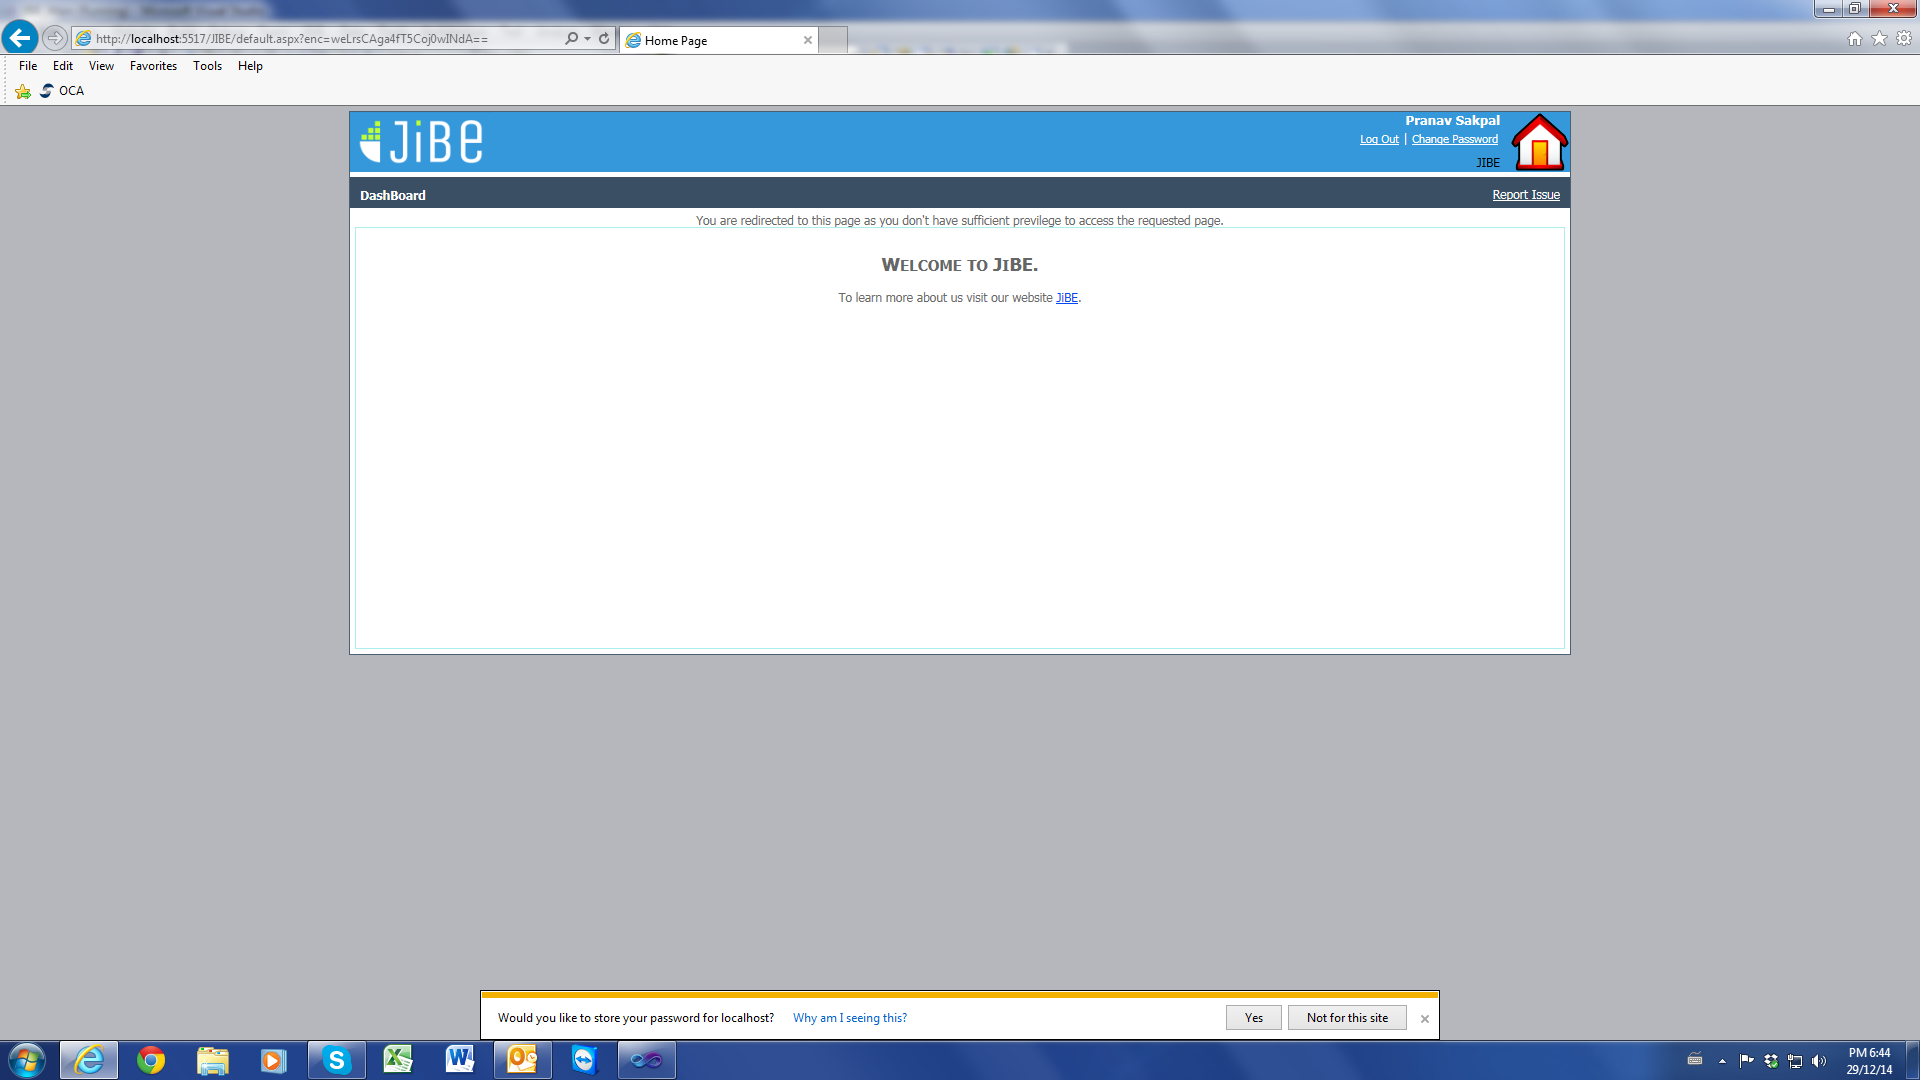 http://localhost:5517/JIBE/default.aspx?enc=weLrsCAga4fT5Coj0wINdA==
Home Page
File Edit View Favorites Tools Help
OCA
JiBE
Pranav Sakpal
Log Out | Change Password
JIBE
DashBoard
Report Issue
You are redirected to this page as you don't have sufficient previlege to access the requested page.
WELCOME TO JIBE.
To learn more about us visit our website JiBE.
Would you like to store your password for localhost? Why am I seeing this? Yes Not for this site
PM 6:44
29/12/14